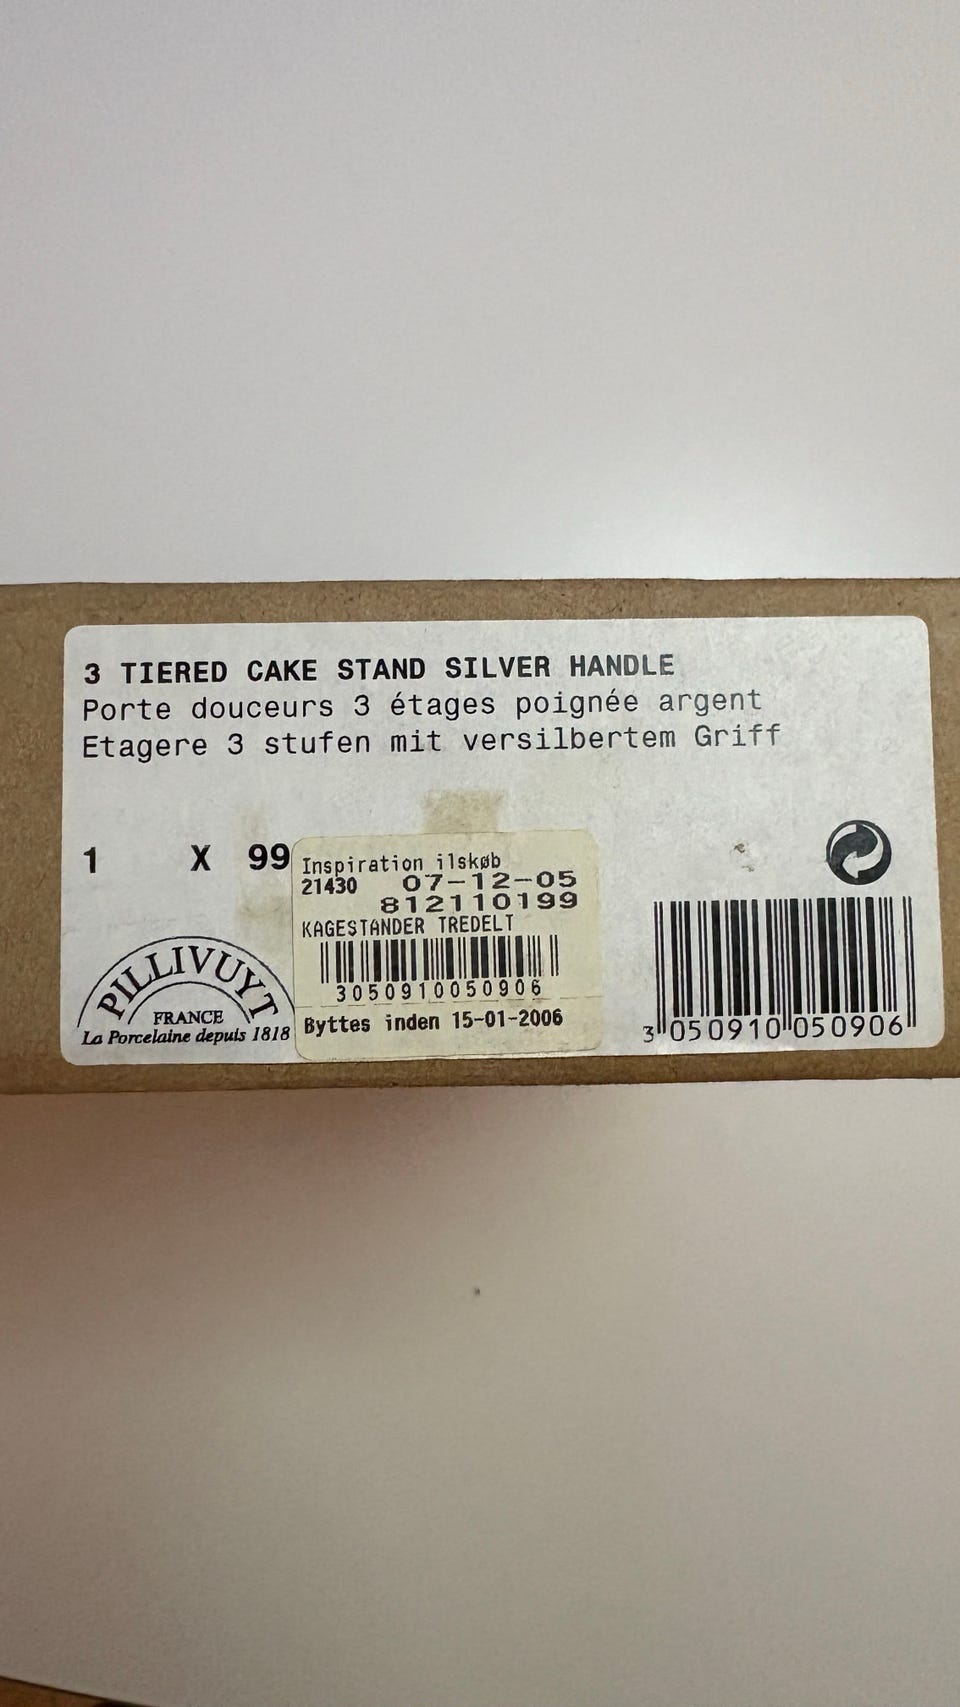 3 TIERED CAKE STAND SILVER HANDLE
Porte douceurs 3 étages poignée argent
Etagere 3 stufen mit versilbertem Griff
1 X 99
Inspiration ilskøb
21430 07-12-05
812110199
KAGESTANDER TREDELT
3050910050906
Byttes inden 15-01-2006
PILLIVUYT
FRANCE
La Porcelaine depuis 1818
3 050910 050906